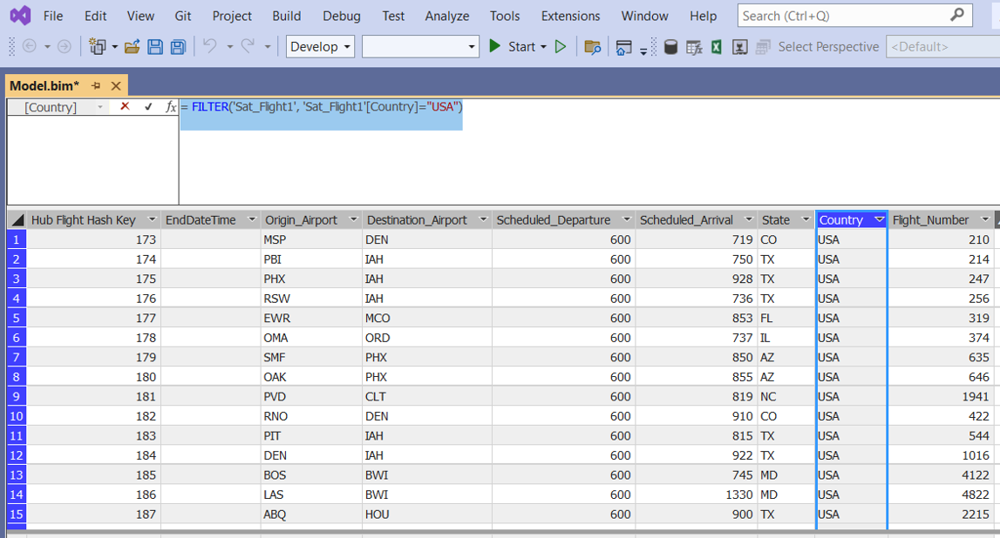 File Edit View Git Project Build Debug Test Analyze Tools Extensions Window Help Search (Ctrl+Q)
Develop Start Select Perspective <Default>
Model.bim*
[Country] fx = FILTER('Sat_Flight1', 'Sat_Flight1'[Country]="USA")
Hub Flight Hash Key EndDateTime Origin_Airport Destination_Airport Scheduled_Departure Scheduled_Arrival State Country Flight_Number
1 173 MSP DEN 600 719 CO USA 210
2 174 PBI IAH 600 750 TX USA 214
3 175 PHX IAH 600 928 TX USA 247
4 176 RSW IAH 600 736 TX USA 256
5 177 EWR MCO 600 853 FL USA 319
6 178 OMA ORD 600 737 IL USA 374
7 179 SMF PHX 600 850 AZ USA 635
8 180 OAK PHX 600 855 AZ USA 646
9 181 PVD CLT 600 819 NC USA 1941
10 182 RNO DEN 600 910 CO USA 422
11 183 PIT IAH 600 815 TX USA 544
12 184 DEN IAH 600 922 TX USA 1016
13 185 BOS BWI 600 745 MD USA 4122
14 186 LAS BWI 600 1330 MD USA 4822
15 187 ABQ HOU 600 900 TX USA 2215